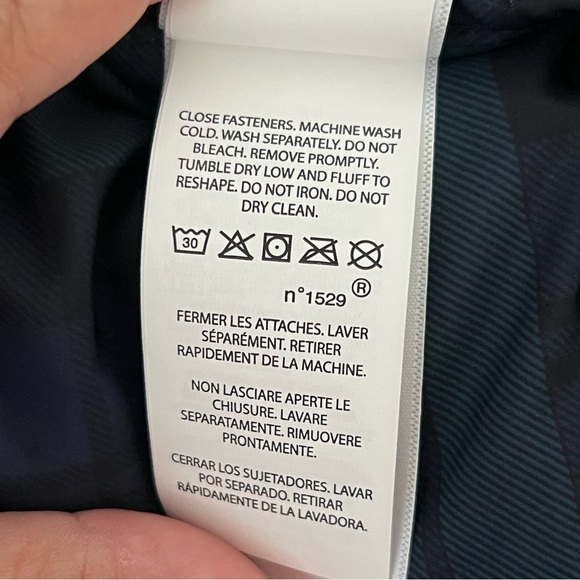 CLOSE FASTENERS. MACHINE WASH
COLD. WASH SEPARATELY. DO NOT
BLEACH. REMOVE PROMPTLY.
TUMBLE DRY LOW AND FLUFF TO
RESHAPE. DO NOT IRON. DO NOT
DRY CLEAN.
30
n°1529 ®
FERMER LES ATTACHES. LAVER
SÉPARÉMENT. RETIRER
RAPIDEMENT DE LA MACHINE.
NON LASCIARE APERTE LE
CHIUSURE. LAVARE
SEPARATAMENTE. RIMUOVERE
PRONTAMENTE.
CERRAR LOS SUJETADORES. LAVAR
POR SEPARADO. RETIRAR
RÁPIDAMENTE DE LA LAVADORA.